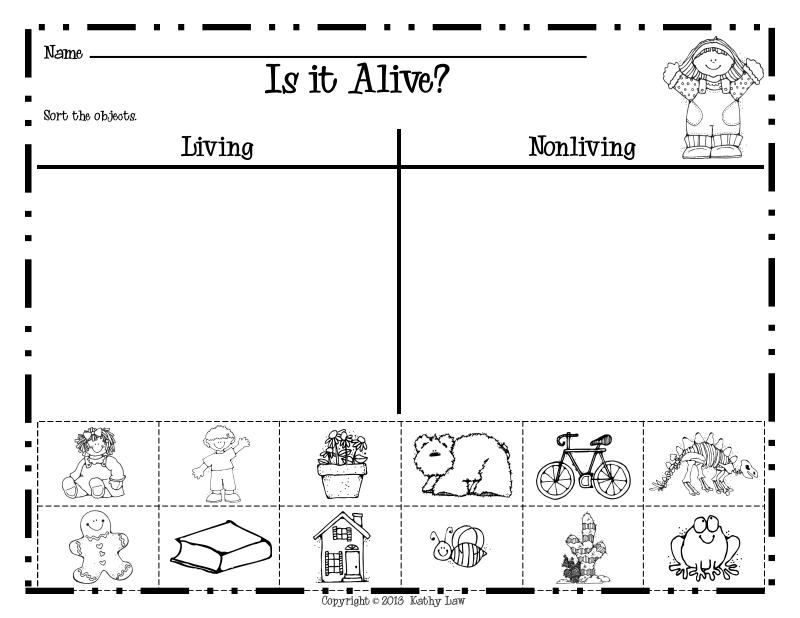 Name
Is it Alive?
Sort the objects.
Living
Nonliving
Copyright © 2013 Kathy Law